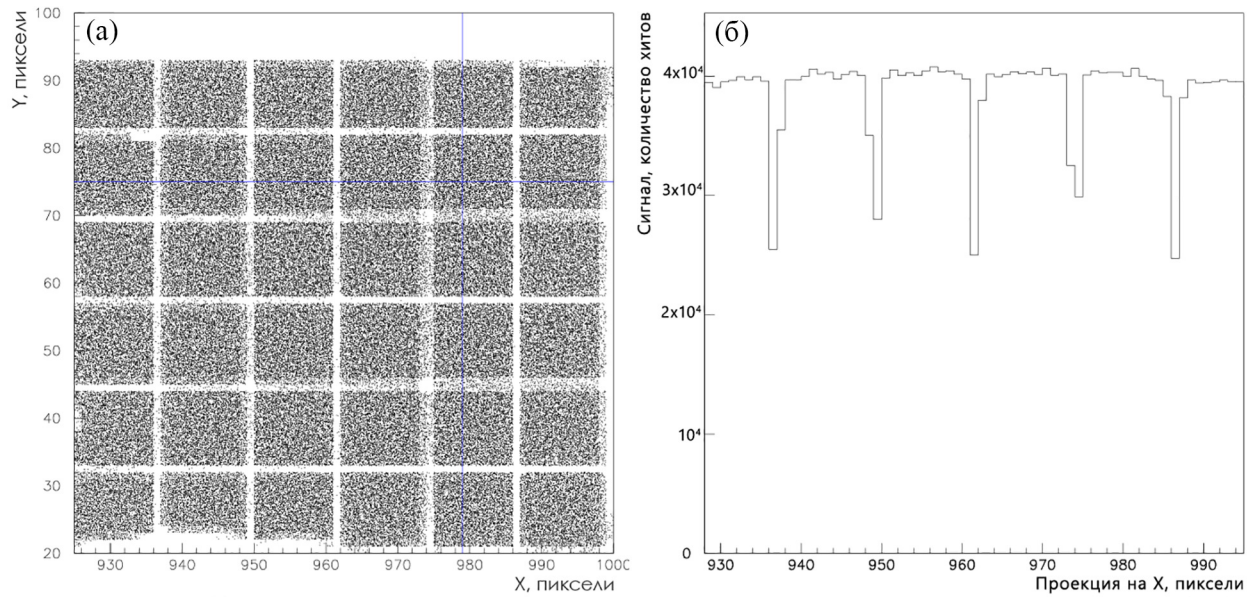 (а)
Y, пиксели
100
90
80
70
60
50
40
30
20
930
940
950
960
970
980
990
1000
X, пиксели
(б)
Сигнал, количество хитов
4x10⁴
3x10⁴
2x10⁴
10⁴
0
930
940
950
960
970
980
990
Проекция на X, пиксели